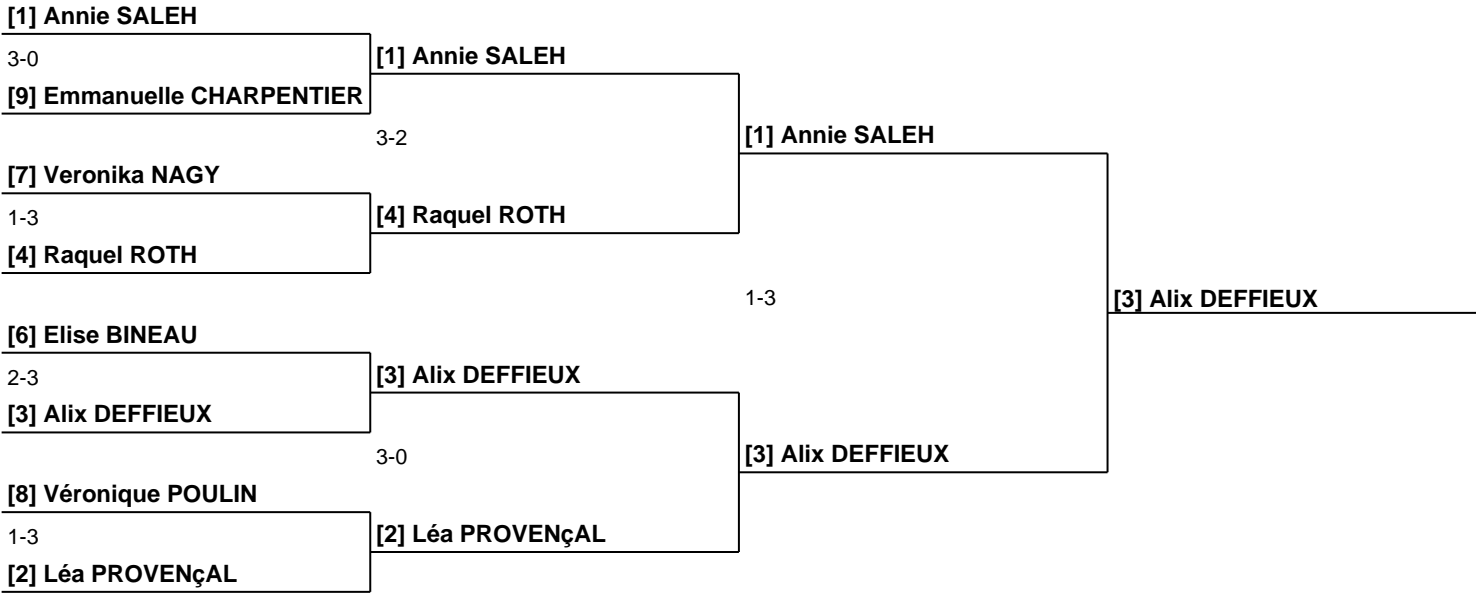 [1] Annie SALEH
3-0
[9] Emmanuelle CHARPENTIER
[7] Veronika NAGY
1-3
[4] Raquel ROTH
[6] Elise BINEAU
2-3
[3] Alix DEFFIEUX
[8] Véronique POULIN
1-3
[2] Léa PROVENçAL
[1] Annie SALEH
3-2
[4] Raquel ROTH
[3] Alix DEFFIEUX
3-0
[2] Léa PROVENçAL
[1] Annie SALEH
1-3
[3] Alix DEFFIEUX
[3] Alix DEFFIEUX